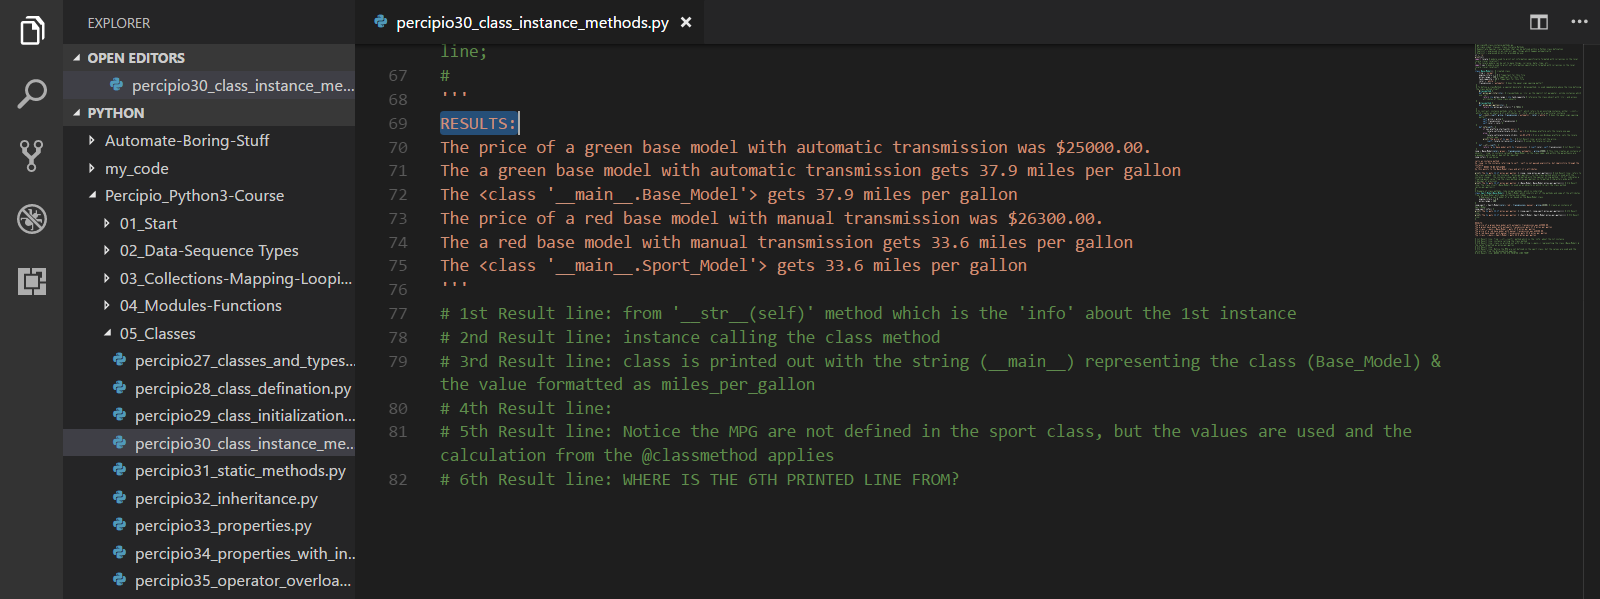 EXPLORER
OPEN EDITORS
percipio30_class_instance_me...
PYTHON
Automate-Boring-Stuff
my_code
Percipio_Python3-Course
01_Start
02_Data-Sequence Types
03_Collections-Mapping-Loopi...
04_Modules-Functions
05_Classes
percipio27_classes_and_types...
percipio28_class_defination.py
percipio29_class_initialization...
percipio30_class_instance_me...
percipio31_static_methods.py
percipio32_inheritance.py
percipio33_properties.py
percipio34_properties_with_in...
percipio35_operator_overloa...
percipio30_class_instance_methods.py
line;
67 #
68 '''
69 RESULTS:
70 The price of a green base model with automatic transmission was $25000.00.
71 The a green base model with automatic transmission gets 37.9 miles per gallon
72 The <class '__main__.Base_Model'> gets 37.9 miles per gallon
73 The price of a red base model with manual transmission was $26300.00.
74 The a red base model with manual transmission gets 33.6 miles per gallon
75 The <class '__main__.Sport_Model'> gets 33.6 miles per gallon
76 '''
77 # 1st Result line: from '__str__(self)' method which is the 'info' about the 1st instance
78 # 2nd Result line: instance calling the class method
79 # 3rd Result line: class is printed out with the string (__main__) representing the class (Base_Model) &
the value formatted as miles_per_gallon
80 # 4th Result line:
81 # 5th Result line: Notice the MPG are not defined in the sport class, but the values are used and the
calculation from the @classmethod applies
82 # 6th Result line: WHERE IS THE 6TH PRINTED LINE FROM?